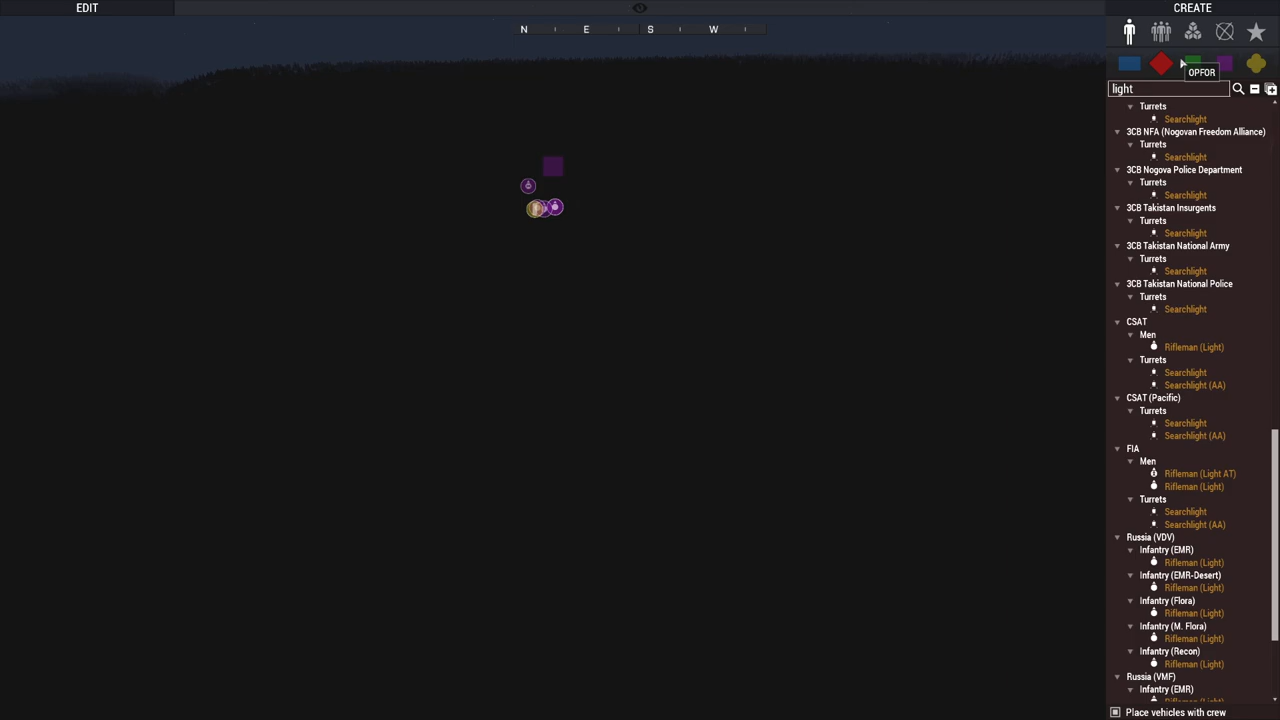 EDIT
CREATE
N E S W
OPFOR
light
Turrets
Searchlight
3CB NFA (Nogovan Freedom Alliance)
Turrets
Searchlight
3CB Nogova Police Department
Turrets
Searchlight
3CB Takistan Insurgents
Turrets
Searchlight
3CB Takistan National Army
Turrets
Searchlight
3CB Takistan National Police
Turrets
Searchlight
CSAT
Men
Rifleman (Light)
Turrets
Searchlight
Searchlight (AA)
CSAT (Pacific)
Turrets
Searchlight
Searchlight (AA)
FIA
Men
Rifleman (Light AT)
Rifleman (Light)
Turrets
Searchlight
Searchlight (AA)
Russia (VDV)
Infantry (EMR)
Rifleman (Light)
Infantry (EMR-Desert)
Rifleman (Light)
Infantry (Flora)
Rifleman (Light)
Infantry (M. Flora)
Rifleman (Light)
Infantry (Recon)
Rifleman (Light)
Russia (VMF)
Infantry (EMR)
Rifleman (Light)
Place vehicles with crew